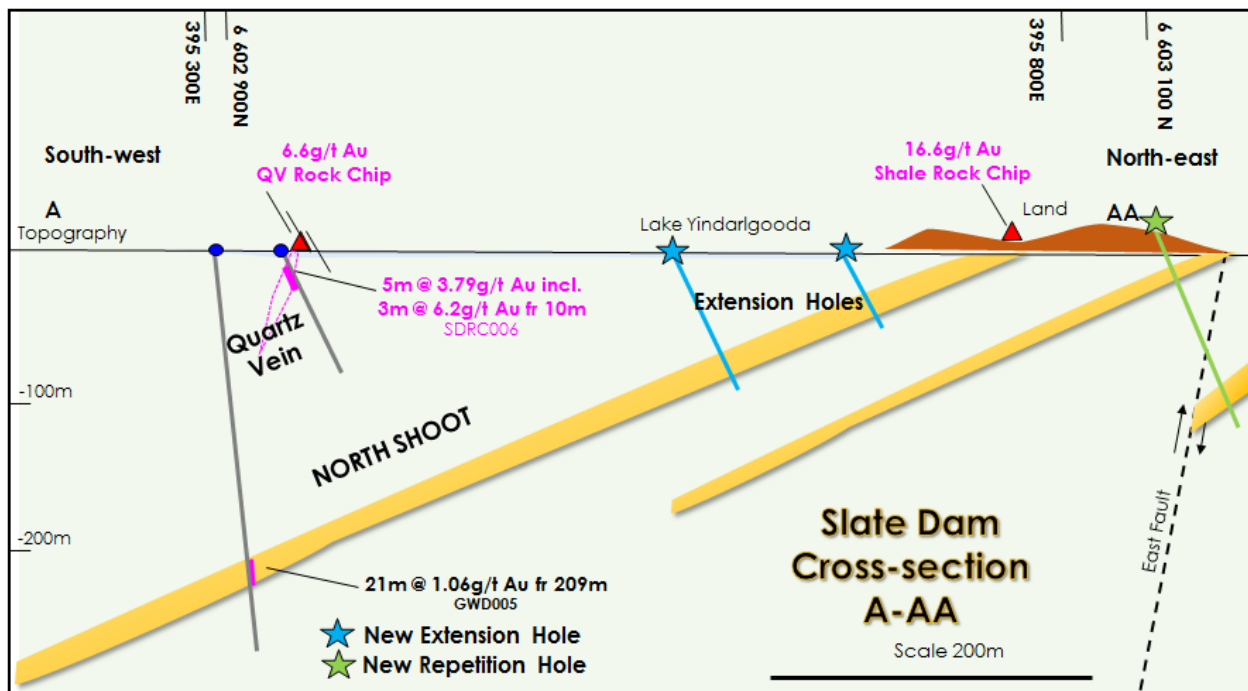 395 300E
6 602 900N
395 800E
6 603 100 N
South-west
6.6g/t Au
QV Rock Chip
16.6g/t Au
Shale Rock Chip
North-east
A
Topography
Lake Yindarlgooda
Land
AA
5m @ 3.79g/t Au incl.
3m @ 6.2g/t Au fr 10m
SDRC006
Extension Holes
Quartz
Vein
-100m
NORTH SHOOT
-200m
21m @ 1.06g/t Au fr 209m
GWD005
New Extension Hole
New Repetition Hole
Slate Dam
Cross-section
A-AA
Scale 200m
East Fault